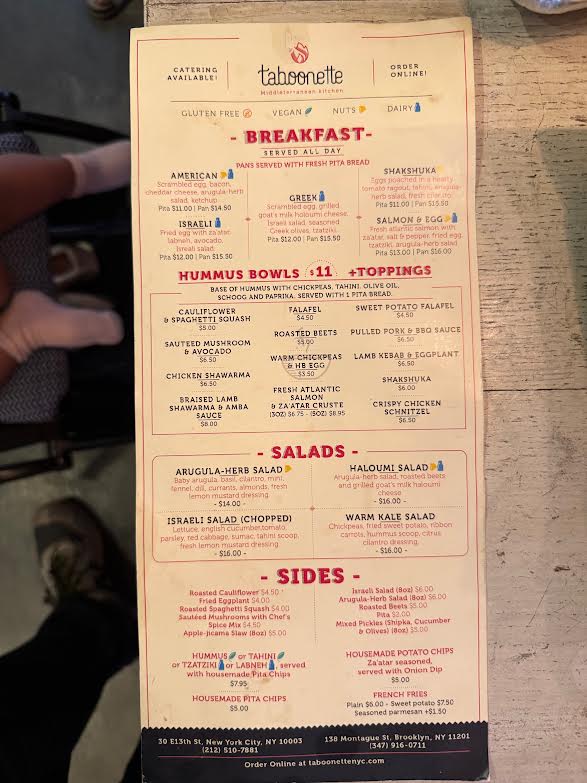 CATERING
AVAILABLE!
taboonette
Middleterranean kitchen
ORDER
ONLINE!
GLUTEN FREE VEGAN NUTS DAIRY
- BREAKFAST-
SERVED ALL DAY
PANS SERVED WITH FRESH PITA BREAD
AMERICAN
Scrambled egg, bacon,
cheddar cheese, arugula-herb
salad, ketchup
Pita $11.00 | Pan $14.50
ISRAELI
Fried egg with za'atar,
labneh, avocado,
Israeli salad
Pita $12.00 | Pan $15.50
GREEK
Scrambled egg, grilled
goat's milk haloumi cheese,
Israeli salad, seasoned
Greek olives, tzatziki
Pita $12.00 | Pan $15.50
SHAKSHUKA
Eggs poached in a hearty
tomato ragout, tahini, arugula-
herb salad, fresh cilantro
Pita $11.00 | Pan $15.50
SALMON & EGG
Fresh atlantic salmon with
za'atar, salt & pepper, fried egg,
tzatziki, arugula-herb salad
Pita $13.00 | Pan $16.00
HUMMUS BOWLS $11 +TOPPINGS
BASE OF HUMMUS WITH CHICKPEAS, TAHINI, OLIVE OIL,
SCHOOG AND PAPRIKA, SERVED WITH 1 PITA BREAD.
CAULIFLOWER
& SPAGHETTI SQUASH
$5.00
SAUTEED MUSHROOM
& AVOCADO
$6.50
CHICKEN SHAWARMA
$6.50
BRAISED LAMB
SHAWARMA & AMBA
SAUCE
$8.00
FALAFEL
$4.50
ROASTED BEETS
$5.00
WARM CHICKPEAS
& HB EGG
$3.50
FRESH ATLANTIC
SALMON
& ZA'ATAR CRUSTE
(3OZ) $6.75 - (5OZ) $8.95
SWEET POTATO FALAFEL
$4.50
PULLED PORK & BBQ SAUCE
$6.50
LAMB KEBAB & EGGPLANT
$6.50
SHAKSHUKA
$6.00
CRISPY CHICKEN
SCHNITZEL
$6.50
- SALADS -
ARUGULA-HERB SALAD
Baby arugula, basil, cilantro, mint,
fennel, dill, currants, almonds, fresh
lemon mustard dressing
- $14.00 -
HALOUMI SALAD
Arugula-herb salad, roasted beets
and grilled goat's milk haloumi
cheese
- $16.00 -
ISRAELI SALAD (CHOPPED)
Lettuce, english cucumber,tomato,
parsley, red cabbage, sumac, tahini scoop,
fresh lemon mustard dressing
- $16.00 -
WARM KALE SALAD
Chickpeas, fried sweet potato, ribbon
carrots, hummus scoop, citrus
cilantro dressing,
- $16.00 -
- SIDES -
Roasted Cauliflower $4.50
Fried Eggplant $4.00
Roasted Spaghetti Squash $4.00
Sautéed Mushrooms with Chef's
Spice Mix $4.50
Apple-jicama Slaw (8oz) $5.00
Israeli Salad (8oz) $6.00
Arugula-Herb Salad (8oz) $6.00
Roasted Beets $5.00
Pita $2.00
Mixed Pickles (Shipka, Cucumber
& Olives) (8oz) $5.00
HUMMUS or TAHINI
or TZATZIKI or LABNEH, served
with housemade Pita Chips
$7.95
HOUSEMADE PITA CHIPS
$5.00
HOUSEMADE POTATO CHIPS
Za'atar seasoned,
served with Onion Dip
$5.00
FRENCH FRIES
Plain $6.00 - Sweet potato $7.50
Seasoned parmesan +$1.50
30 E13th St, New York City, NY 10003
(212) 510-7881
138 Montague St, Brooklyn, NY 11201
(347) 916-0711
Order Online at taboonettenyc.com